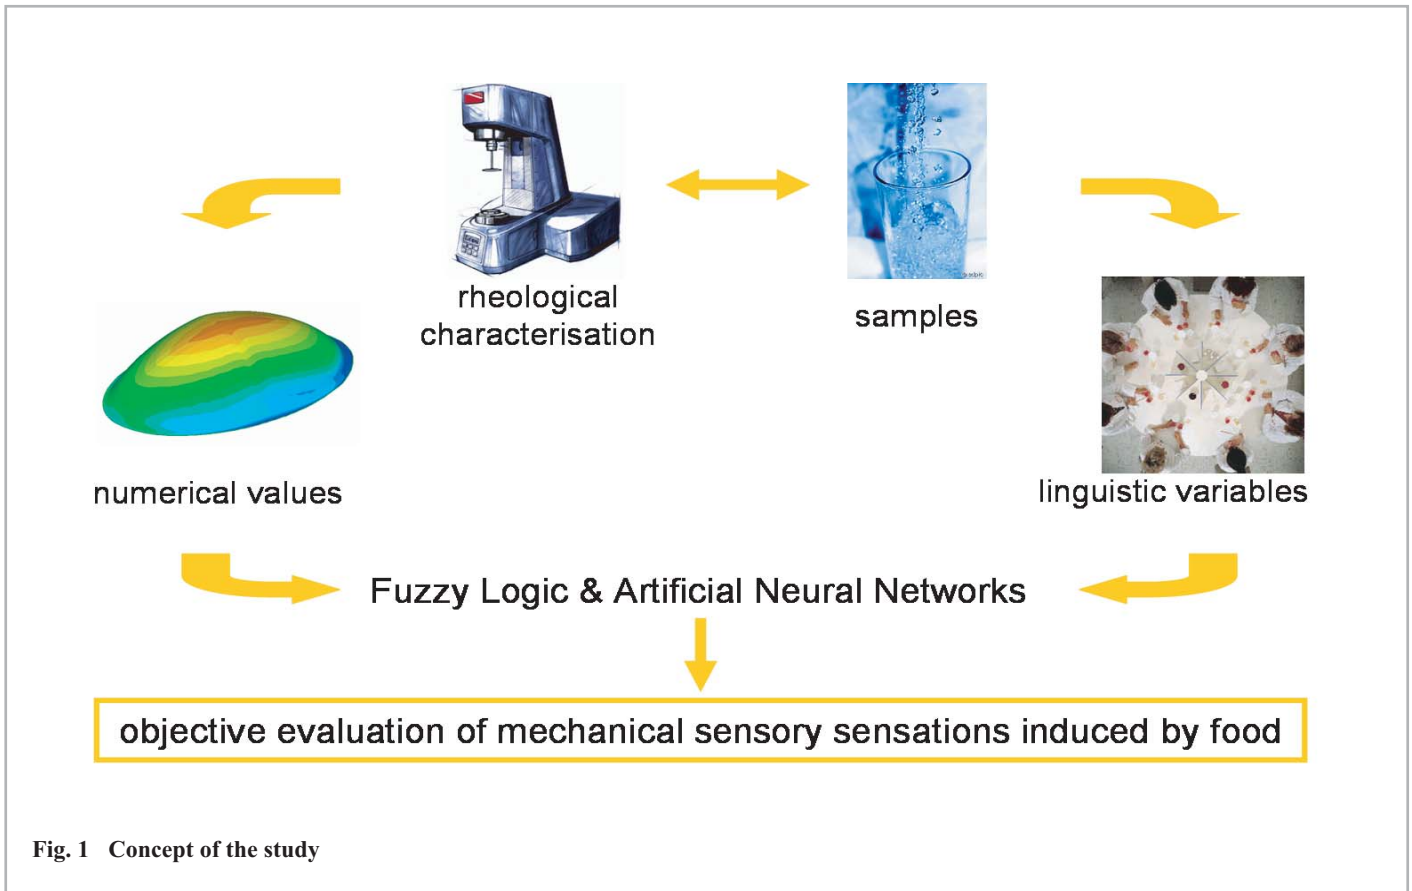 rheological
characterisation
samples
numerical values
linguistic variables
Fuzzy Logic & Artificial Neural Networks
objective evaluation of mechanical sensory sensations induced by food
Fig. 1 Concept of the study